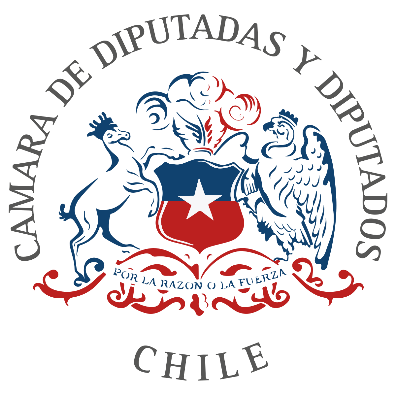 CAMARA DE DIPUTADAS Y DIPUTADOS
POR LA RAZON O LA FUERZA
CHILE